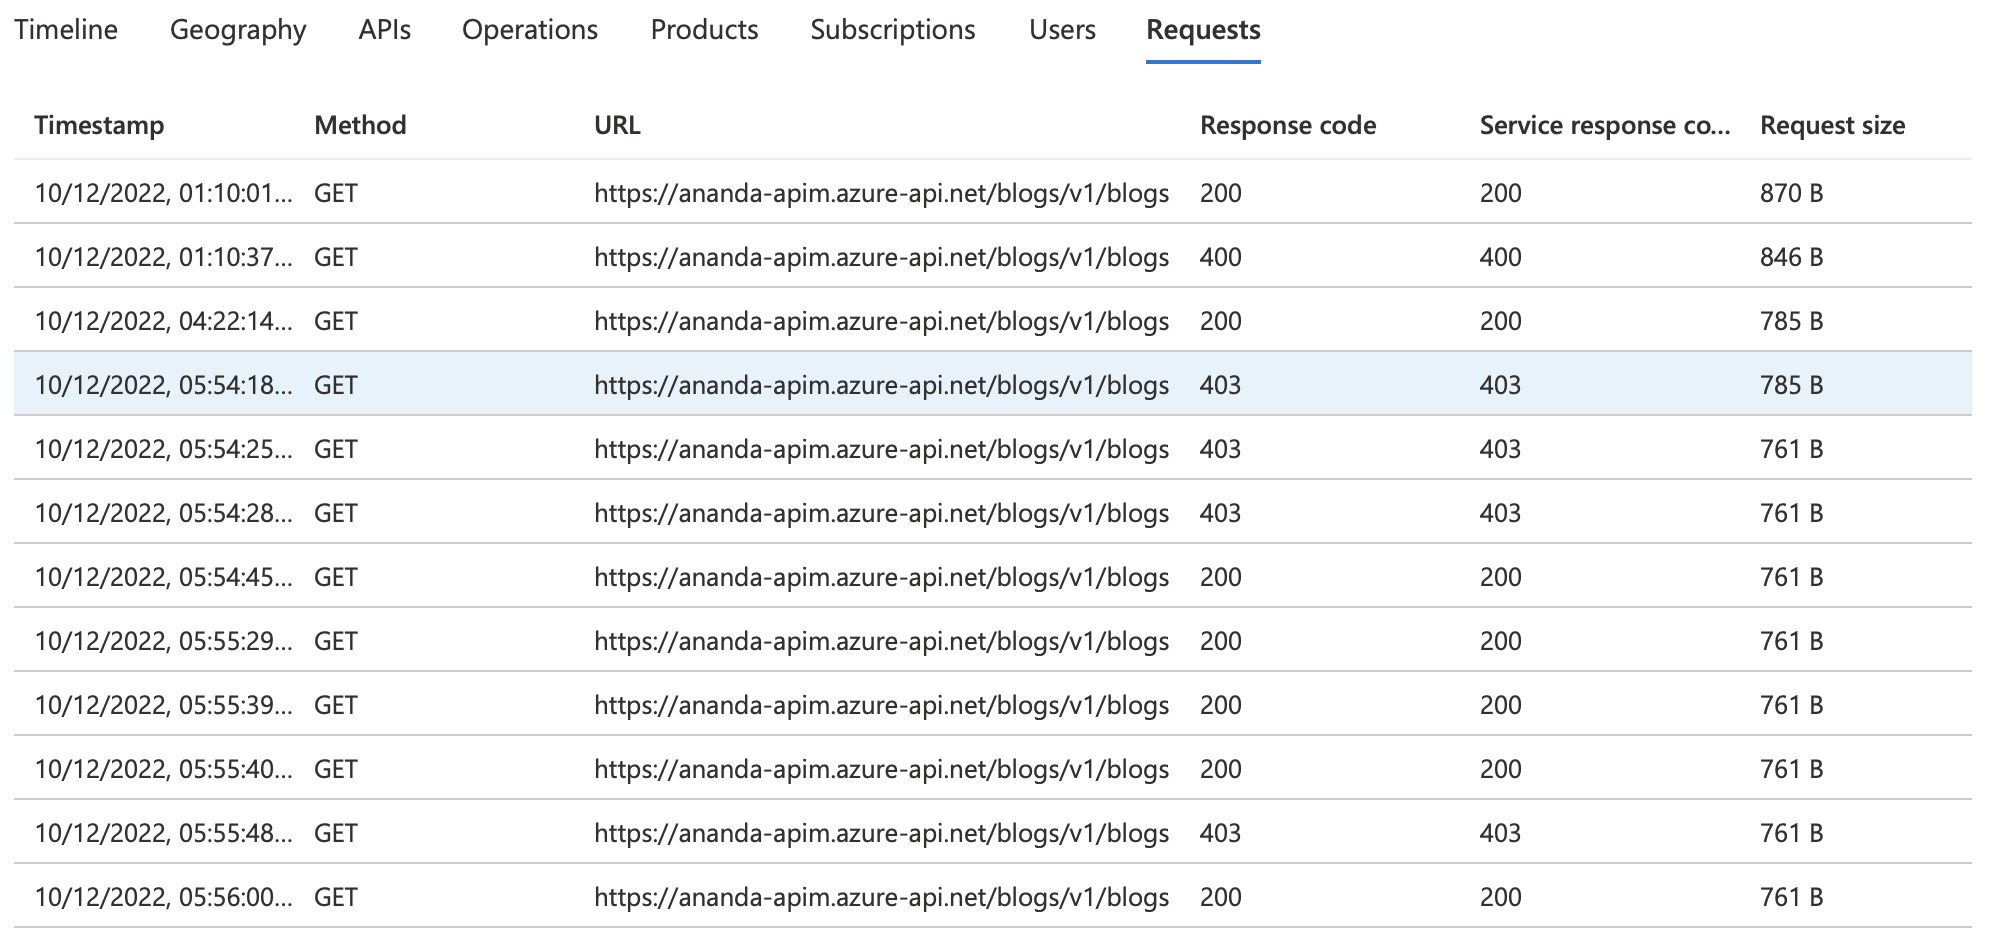 Timeline Geography APIs Operations Products Subscriptions Users Requests
Timestamp Method URL Response code Service response co... Request size
10/12/2022, 01:10:01... GET https://ananda-apim.azure-api.net/blogs/v1/blogs 200 200 870 B
10/12/2022, 01:10:37... GET https://ananda-apim.azure-api.net/blogs/v1/blogs 400 400 846 B
10/12/2022, 04:22:14... GET https://ananda-apim.azure-api.net/blogs/v1/blogs 200 200 785 B
10/12/2022, 05:54:18... GET https://ananda-apim.azure-api.net/blogs/v1/blogs 403 403 785 B
10/12/2022, 05:54:25... GET https://ananda-apim.azure-api.net/blogs/v1/blogs 403 403 761 B
10/12/2022, 05:54:28... GET https://ananda-apim.azure-api.net/blogs/v1/blogs 403 403 761 B
10/12/2022, 05:54:45... GET https://ananda-apim.azure-api.net/blogs/v1/blogs 200 200 761 B
10/12/2022, 05:55:29... GET https://ananda-apim.azure-api.net/blogs/v1/blogs 200 200 761 B
10/12/2022, 05:55:39... GET https://ananda-apim.azure-api.net/blogs/v1/blogs 200 200 761 B
10/12/2022, 05:55:40... GET https://ananda-apim.azure-api.net/blogs/v1/blogs 200 200 761 B
10/12/2022, 05:55:48... GET https://ananda-apim.azure-api.net/blogs/v1/blogs 403 403 761 B
10/12/2022, 05:56:00... GET https://ananda-apim.azure-api.net/blogs/v1/blogs 200 200 761 B